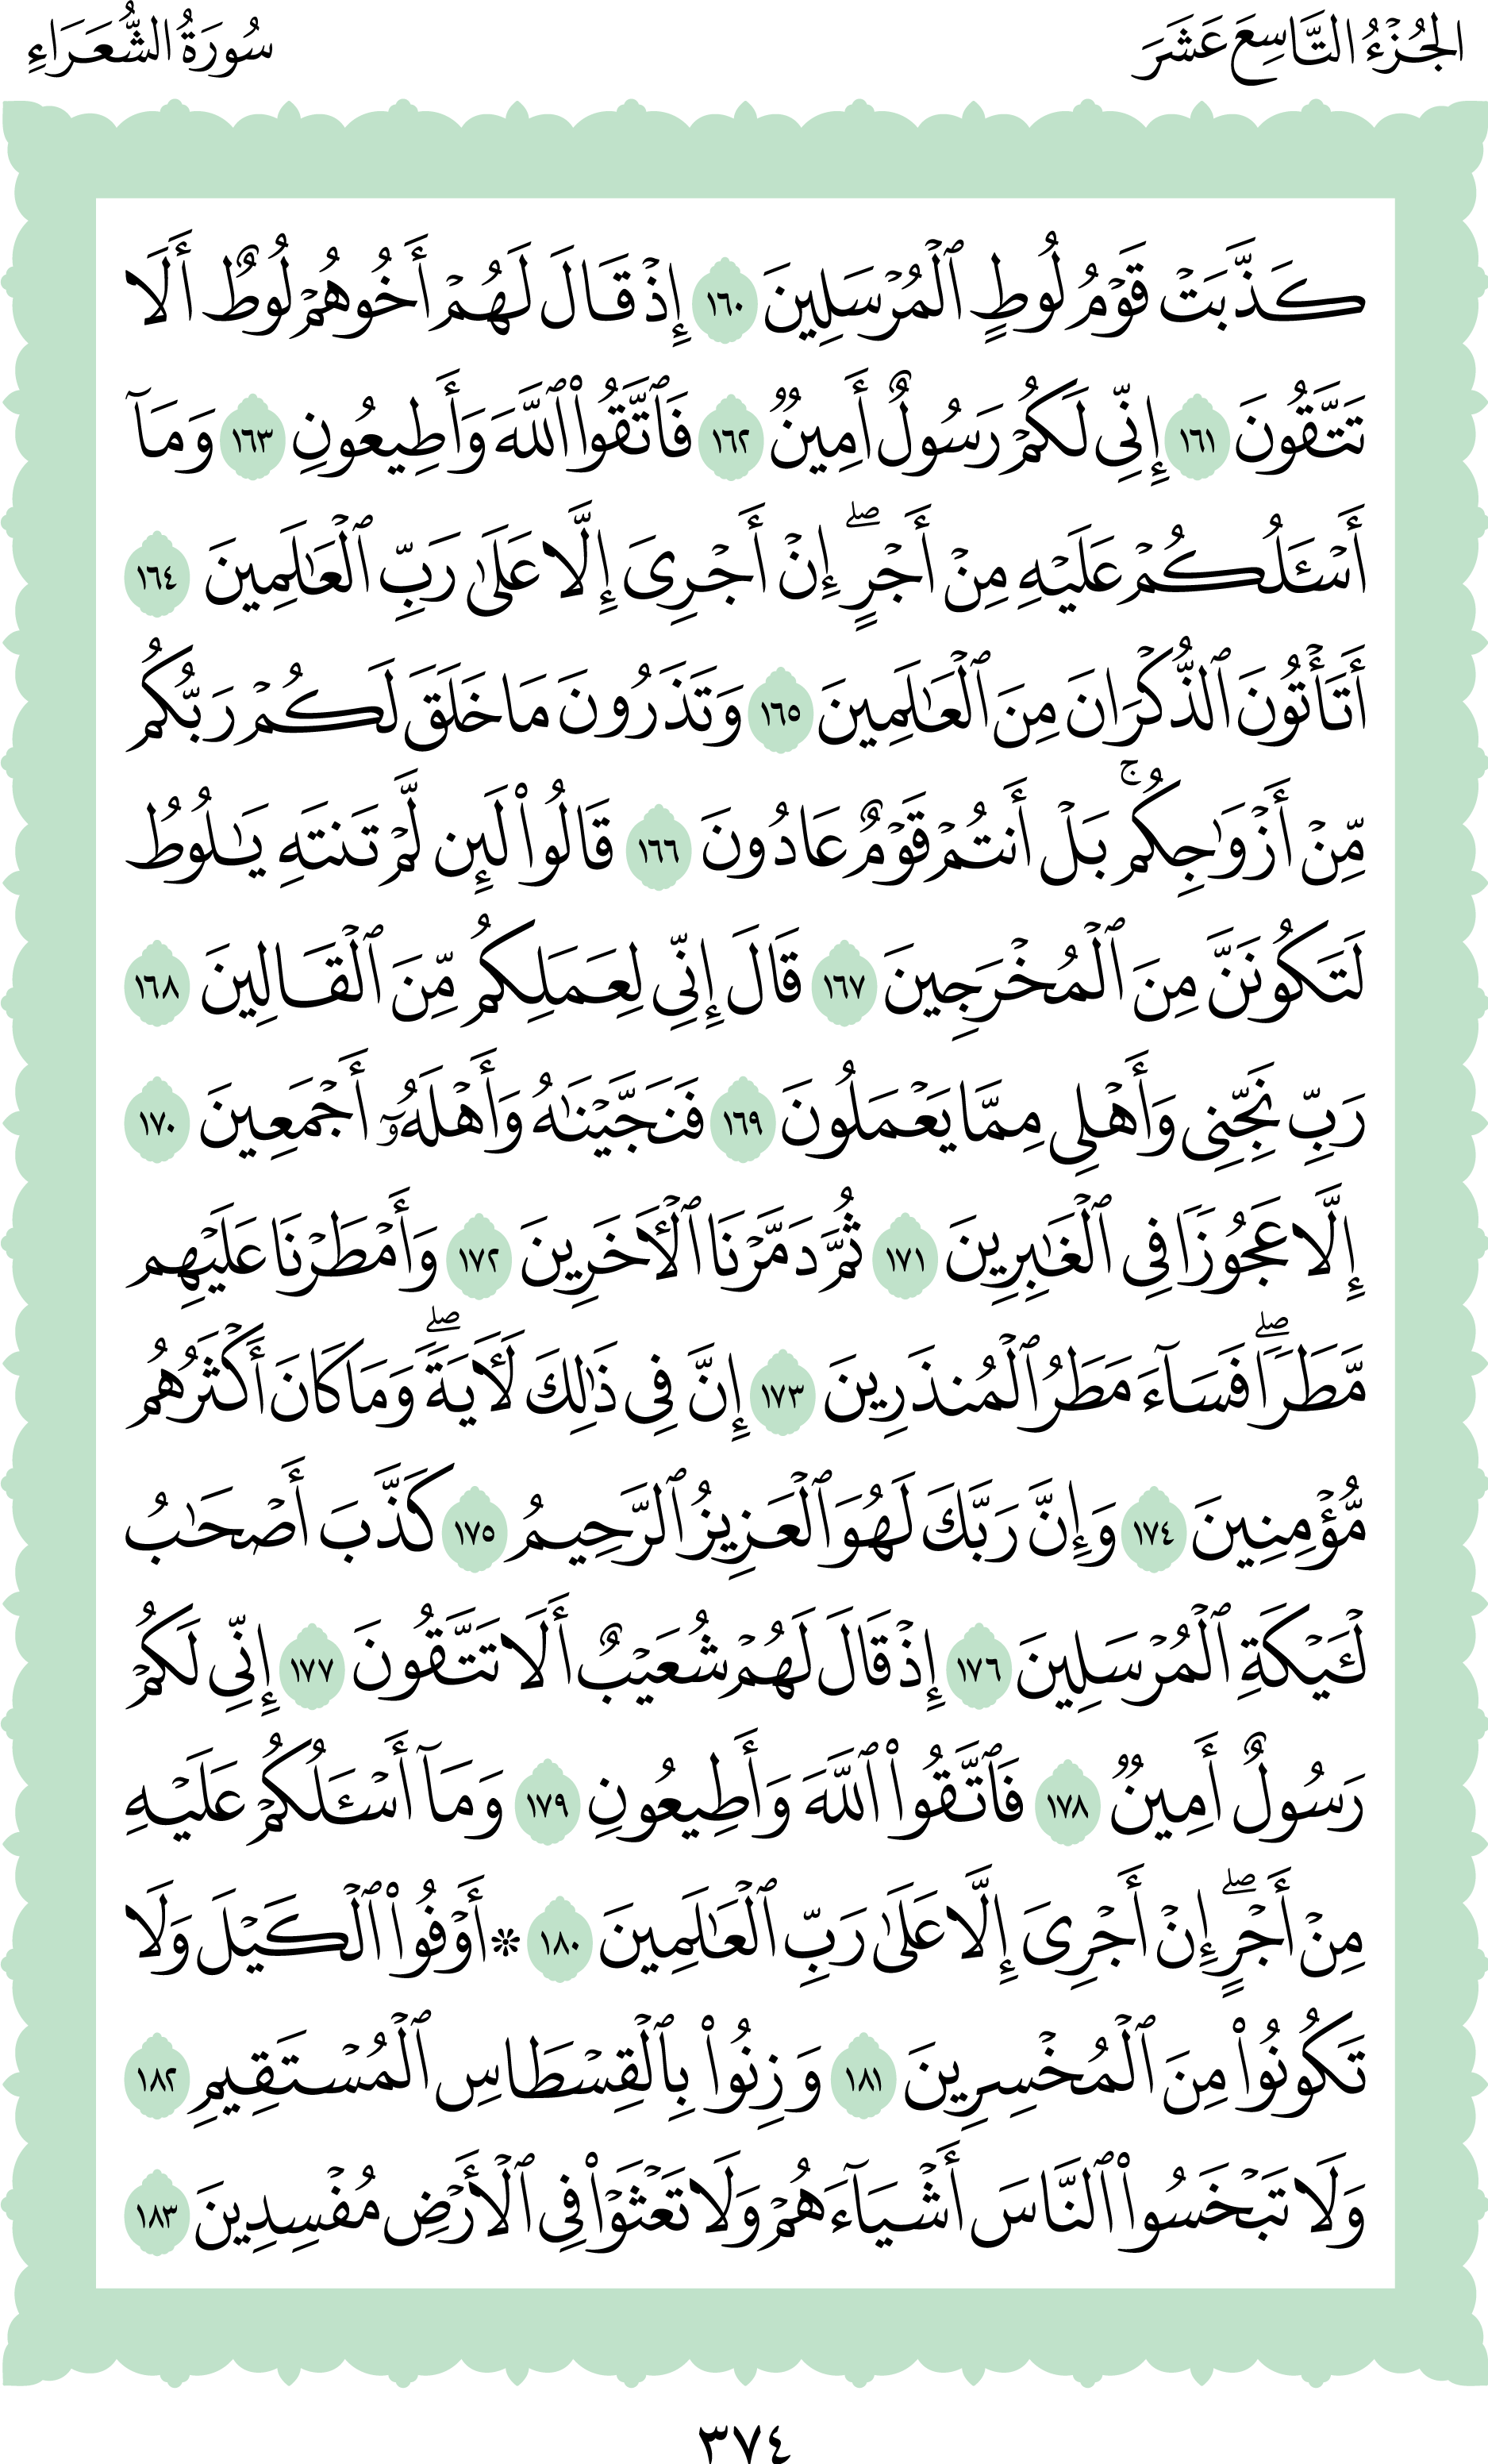 الجُزْءُ التَّاسِعَ عَشَرَ
سُورَةُ الشُّعَرَاءِ
كَذَّبَتۡ قَوۡمُ لُوطٍ ٱلۡمُرۡسَلِينَ ١٦٠ إِذۡ قَالَ لَهُمۡ أَخُوهُمۡ لُوطٌ أَلَا
تَتَّقُونَ ١٦١ إِنِّي لَكُمۡ رَسُولٌ أَمِينٞ ١٦٢ فَٱتَّقُواْ ٱللَّهَ وَأَطِيعُونِ ١٦٣ وَمَآ
أَسۡـَٔلُكُمۡ عَلَيۡهِ مِنۡ أَجۡرٍۖ إِنۡ أَجۡرِيَ إِلَّا عَلَىٰ رَبِّ ٱلۡعَٰلَمِينَ ١٦٤
أَتَأۡتُونَ ٱلذُّكۡرَانَ مِنَ ٱلۡعَٰلَمِينَ ١٦٥ وَتَذَرُونَ مَا خَلَقَ لَكُمۡ رَبُّكُم
مِّنۡ أَزۡوَٰجِكُمۚ بَلۡ أَنتُمۡ قَوۡمٌ عَادُونَ ١٦٦ قَالُواْ لَئِن لَّمۡ تَنتَهِ يَٰلُوطُ
لَتَكُونَنَّ مِنَ ٱلۡمُخۡرَجِينَ ١٦٧ قَالَ إِنِّي لِعَمَلِكُم مِّنَ ٱلۡقَالِينَ ١٦٨
رَبِّ نَجِّنِي وَأَهۡلِي مِمَّا يَعۡمَلُونَ ١٦٩ فَنَجَّيۡنَٰهُ وَأَهۡلَهُۥٓ أَجۡمَعِينَ ١٧٠
إِلَّا عَجُوزٗا فِي ٱلۡغَٰبِرِينَ ١٧١ ثُمَّ دَمَّرۡنَا ٱلۡأٓخَرِينَ ١٧٢ وَأَمۡطَرۡنَا عَلَيۡهِم
مَّطَرٗاۖ فَسَآءَ مَطَرُ ٱلۡمُنذَرِينَ ١٧٣ إِنَّ فِي ذَٰلِكَ لَأٓيَةٗۖ وَمَا كَانَ أَكۡثَرُهُم
مُّؤۡمِنِينَ ١٧٤ وَإِنَّ رَبَّكَ لَهُوَ ٱلۡعَزِيزُ ٱلرَّحِيمُ ١٧٥ كَذَّبَ أَصۡحَٰبُ
لۡـَٔيۡكَةِ ٱلۡمُرۡسَلِينَ ١٧٦ إِذۡ قَالَ لَهُمۡ شُعَيۡبٌ أَلَا تَتَّقُونَ ١٧٧ إِنِّي لَكُمۡ
رَسُولٌ أَمِينٞ ١٧٨ فَٱتَّقُواْ ٱللَّهَ وَأَطِيعُونِ ١٧٩ وَمَآ أَسۡـَٔلُكُمۡ عَلَيۡهِ
مِنۡ أَجۡرٍۖ إِنۡ أَجۡرِيَ إِلَّا عَلَىٰ رَبِّ ٱلۡعَٰلَمِينَ ١٨٠ ۞ أَوۡفُواْ ٱلۡكَيۡلَ وَلَا
تَكُونُواْ مِنَ ٱلۡمُخۡسِرِينَ ١٨١ وَزِنُواْ بِٱلۡقِسۡطَاسِ ٱلۡمُسۡتَقِيمِ ١٨٢
وَلَا تَبۡخَسُواْ ٱلنَّاسَ أَشۡيَآءَهُمۡ وَلَا تَعۡثَوۡاْ فِي ٱلۡأَرۡضِ مُفۡسِدِينَ ١٨٣
٣٧٤